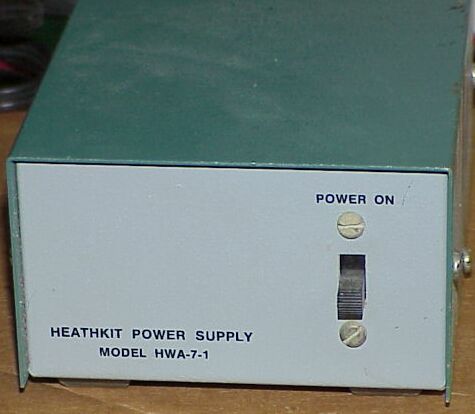 POWER ON
HEATHKIT POWER SUPPLY
MODEL HWA-7-1